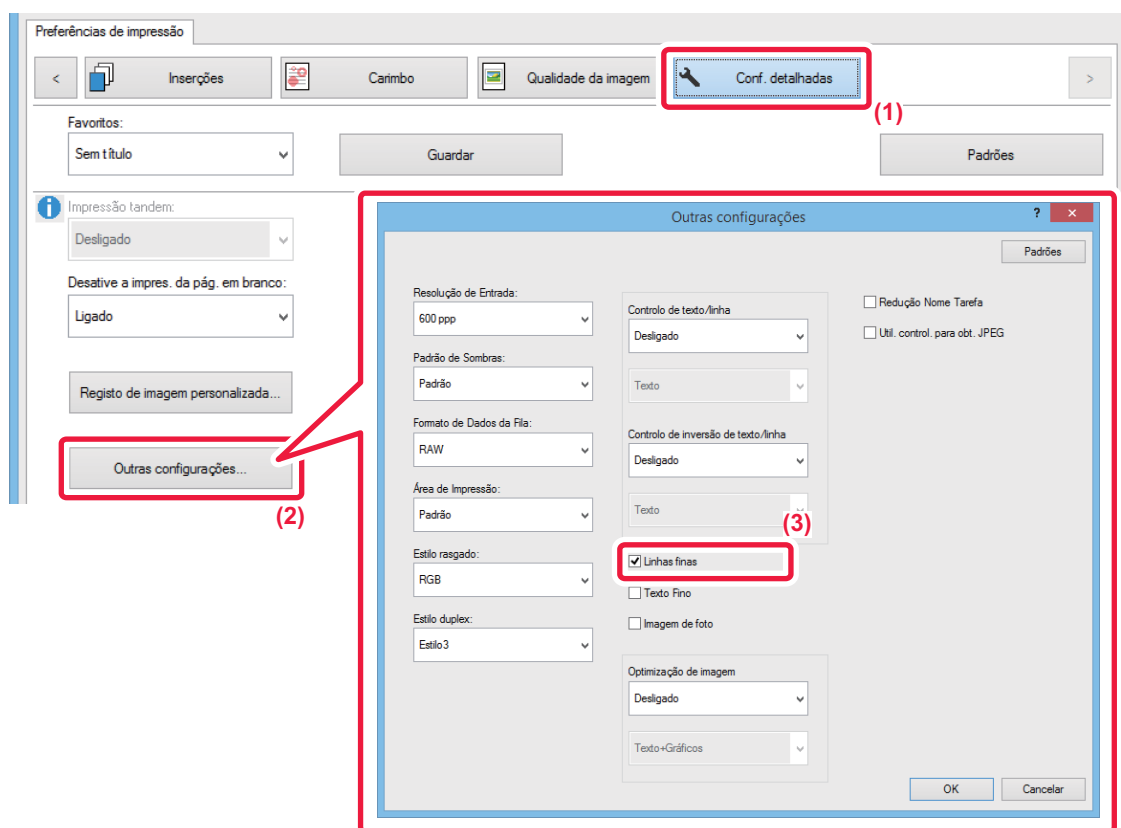 Preferências de impressão
<
Inserções
Carimbo
Qualidade da imagem
Conf. detalhadas
>
(1)
Favoritos:
Sem título
Guardar
Padrões
Impressão tandem:
Desligado
Desative a impres. da pág. em branco:
Ligado
Registo de imagem personalizada...
Outras configurações...
(2)
Outras configurações
?
×
Padrões
Resolução de Entrada:
600 ppp
Padrão de Sombras:
Padrão
Formato de Dados da Fila:
RAW
Área de Impressão:
Padrão
Estilo rasgado:
RGB
Estilo duplex:
Estilo3
Controlo de texto/linha
Desligado
Texto
Controlo de inversão de texto/linha
Desligado
Texto
(3)
Linhas finas
Texto Fino
Imagem de foto
Optimização de imagem
Desligado
Texto+Gráficos
Redução Nome Tarefa
Util. control. para obt. JPEG
OK
Cancelar